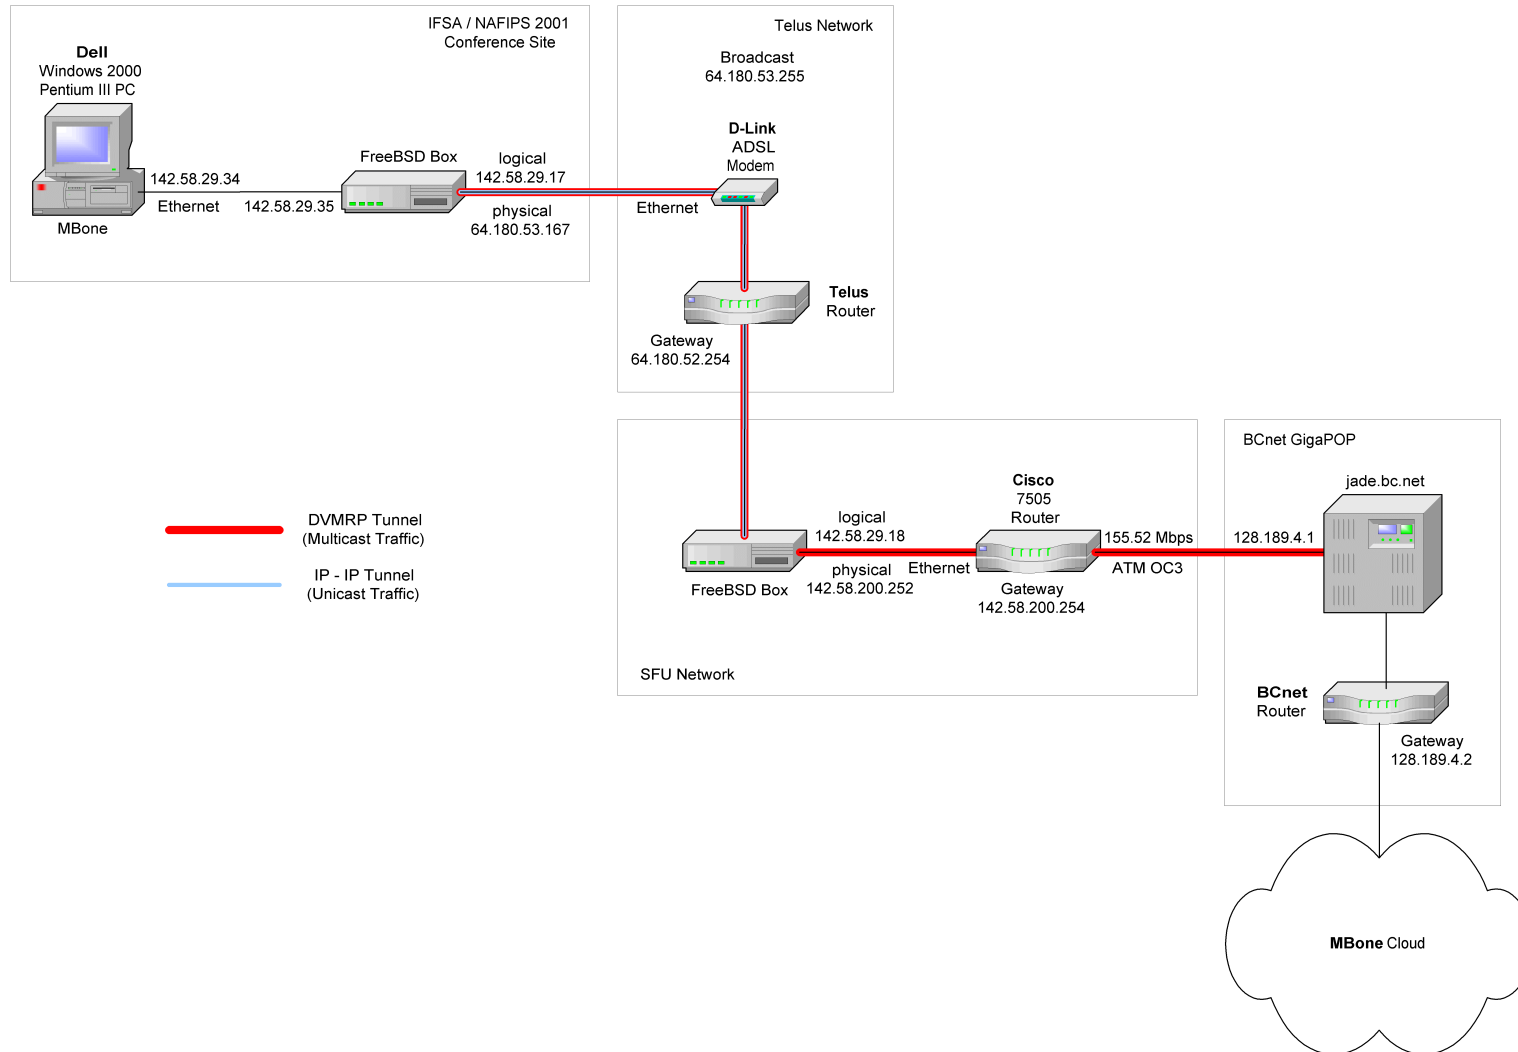 IFSA / NAFIPS 2001
Conference Site
Dell
Windows 2000
Pentium III PC
MBone
142.58.29.34
Ethernet
142.58.29.35
FreeBSD Box
logical
142.58.29.17
physical
64.180.53.167
Telus Network
Broadcast
64.180.53.255
D-Link
ADSL
Modem
Ethernet
Telus
Router
Gateway
64.180.52.254
DVMRP Tunnel
(Multicast Traffic)
IP - IP Tunnel
(Unicast Traffic)
FreeBSD Box
logical
142.58.29.18
physical
142.58.200.252
Ethernet
Cisco
7505
Router
Gateway
142.58.200.254
155.52 Mbps
ATM OC3
SFU Network
BCnet GigaPOP
jade.bc.net
128.189.4.1
BCnet
Router
Gateway
128.189.4.2
MBone Cloud